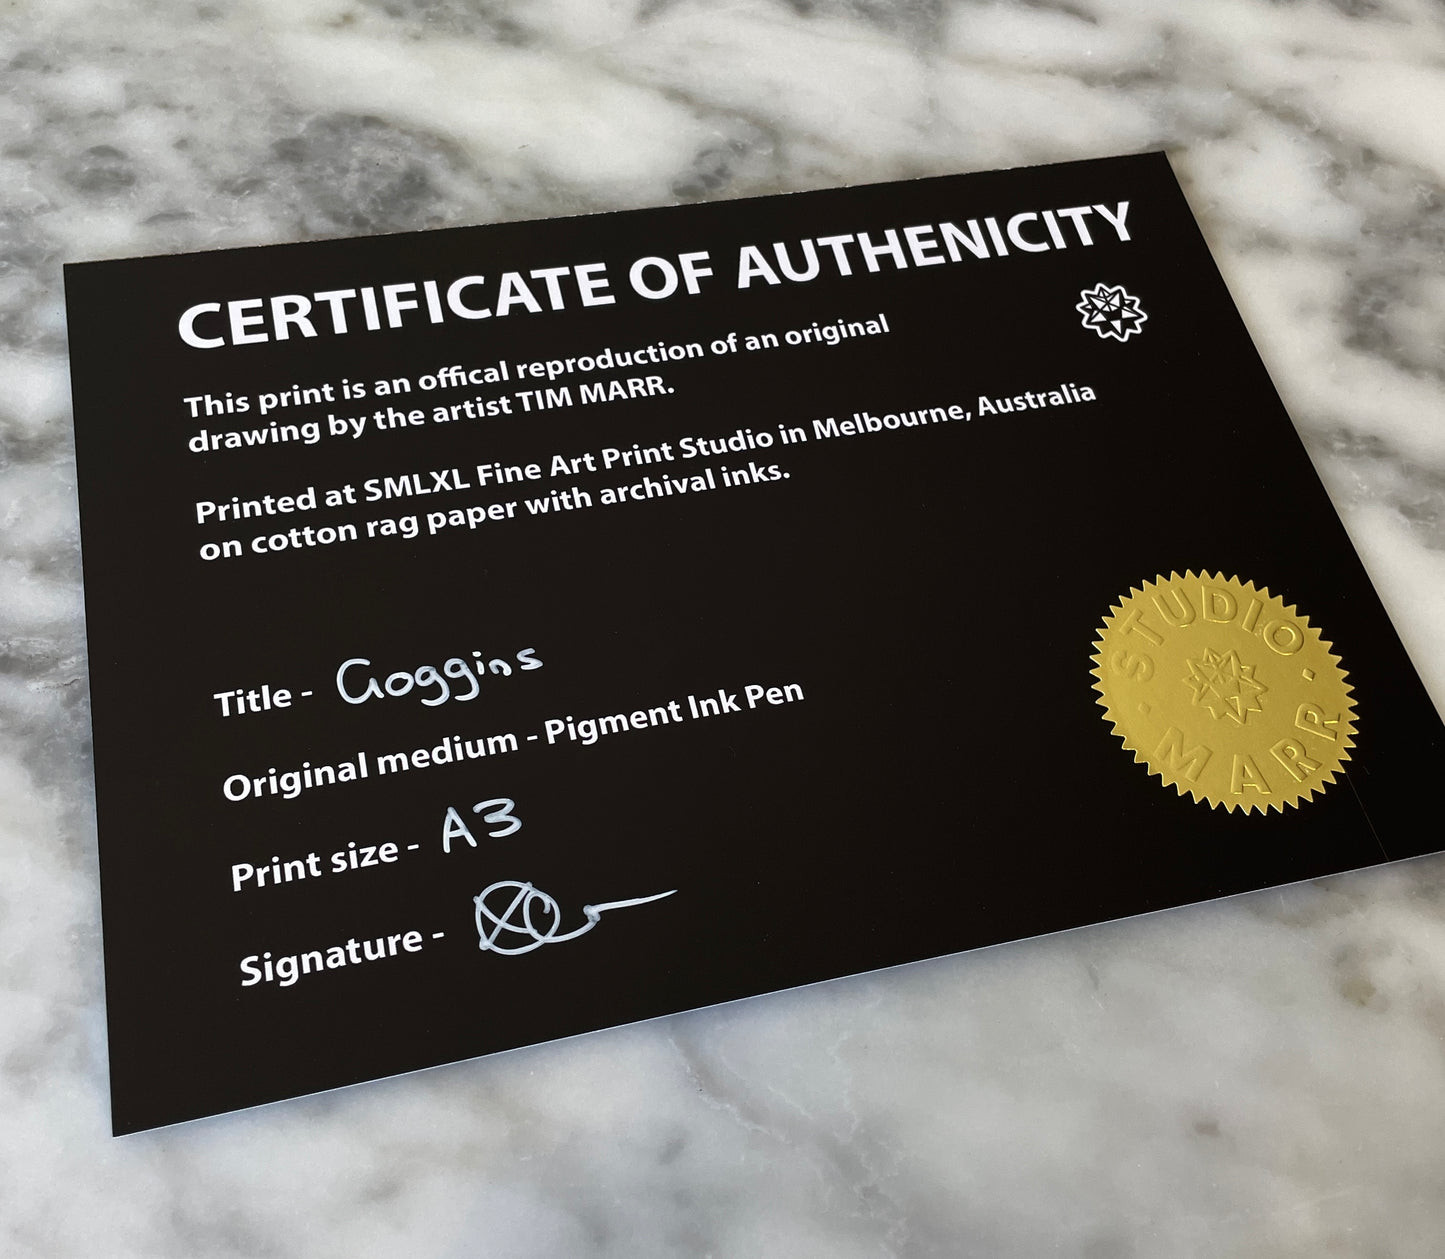 CERTIFICATE OF AUTHENICITY
This print is an offical reproduction of an original
drawing by the artist TIM MARR.
Printed at SMLXL Fine Art Print Studio in Melbourne, Australia
on cotton rag paper with archival inks.
Title - Goggins
Original medium - Pigment Ink Pen
Print size - A3
Signature -
STUDIO
MARR